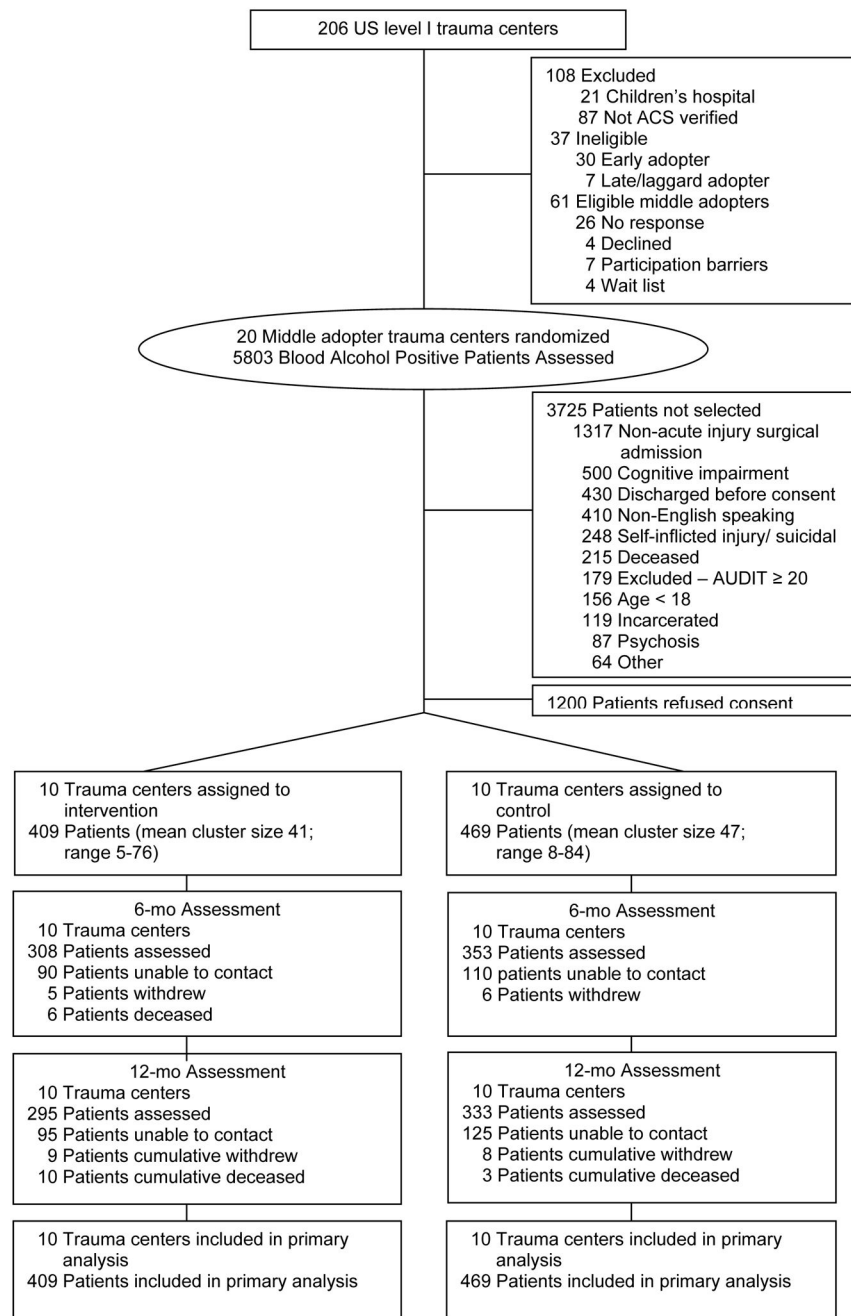 206 US level I trauma centers
108 Excluded
21 Children's hospital
87 Not ACS verified
37 Ineligible
30 Early adopter
7 Late/laggard adopter
61 Eligible middle adopters
26 No response
4 Declined
7 Participation barriers
4 Wait list
20 Middle adopter trauma centers randomized
5803 Blood Alcohol Positive Patients Assessed
3725 Patients not selected
1317 Non-acute injury surgical
admission
500 Cognitive impairment
430 Discharged before consent
410 Non-English speaking
248 Self-inflicted injury/ suicidal
215 Deceased
179 Excluded – AUDIT ≥ 20
156 Age < 18
119 Incarcerated
87 Psychosis
64 Other
1200 Patients refused consent
10 Trauma centers assigned to
intervention
409 Patients (mean cluster size 41;
range 5-76)
10 Trauma centers assigned to
control
469 Patients (mean cluster size 47;
range 8-84)
6-mo Assessment
10 Trauma centers
308 Patients assessed
90 Patients unable to contact
5 Patients withdrew
6 Patients deceased
6-mo Assessment
10 Trauma centers
353 Patients assessed
110 patients unable to contact
6 Patients withdrew
12-mo Assessment
10 Trauma centers
295 Patients assessed
95 Patients unable to contact
9 Patients cumulative withdrew
10 Patients cumulative deceased
12-mo Assessment
10 Trauma centers
333 Patients assessed
125 Patients unable to contact
8 Patients cumulative withdrew
3 Patients cumulative deceased
10 Trauma centers included in primary
analysis
409 Patients included in primary analysis
10 Trauma centers included in primary
analysis
469 Patients included in primary analysis